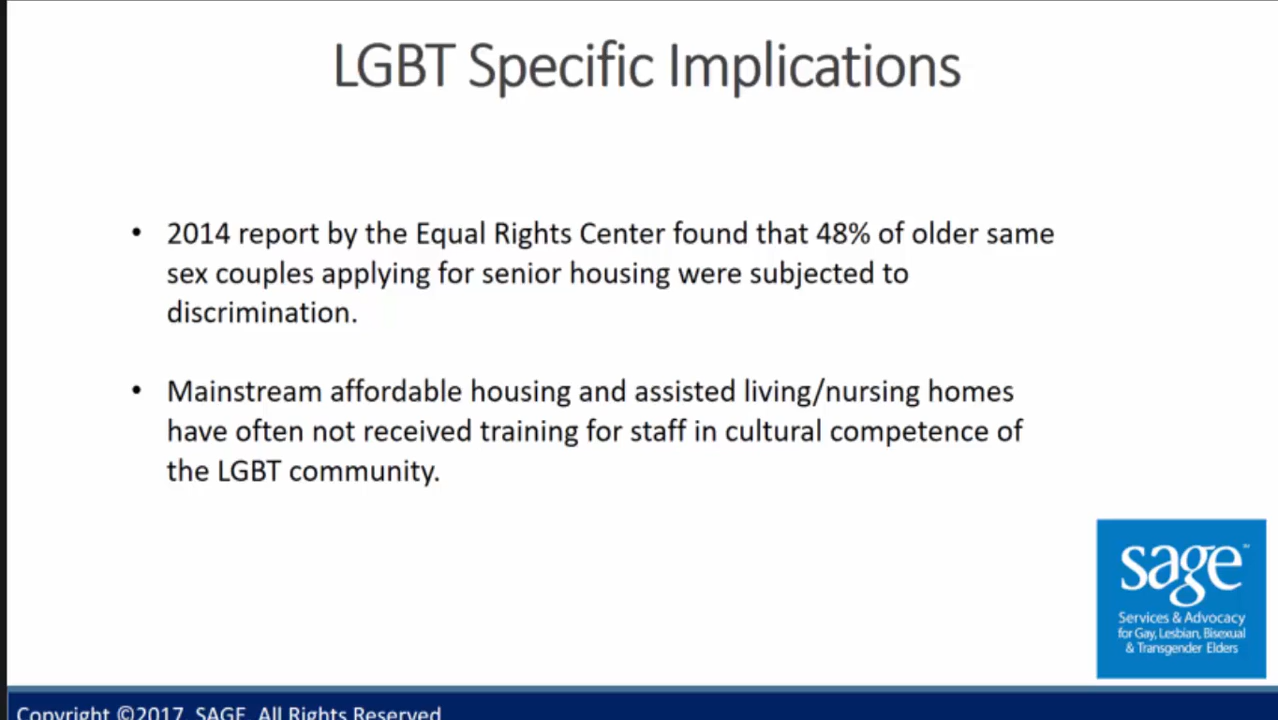 LGBT Specific Implications
• 2014 report by the Equal Rights Center found that 48% of older same
sex couples applying for senior housing were subjected to
discrimination.
• Mainstream affordable housing and assisted living/nursing homes
have often not received training for staff in cultural competence of
the LGBT community.
sage™
Services & Advocacy
for Gay, Lesbian, Bisexual
& Transgender Elders
Copyright ©2017, SAGE. All Rights Reserved